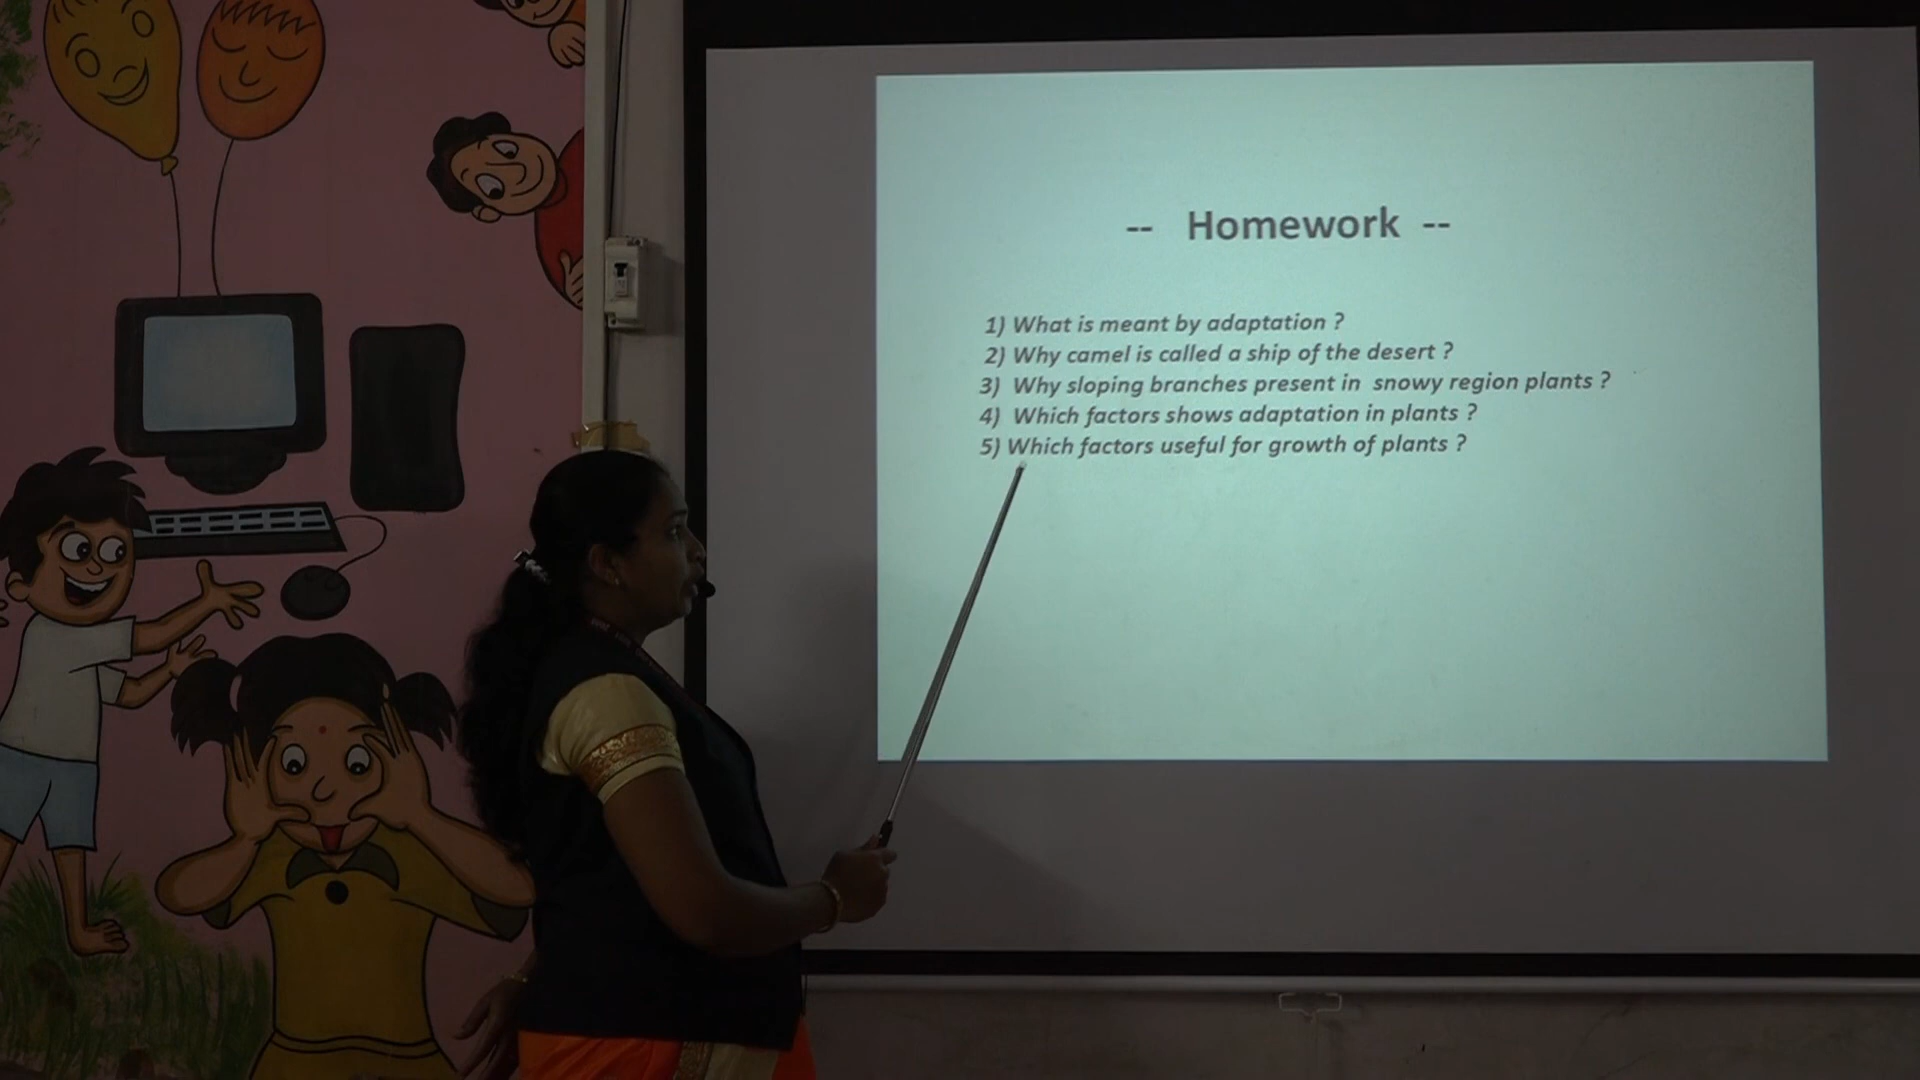 -- Homework --
1) What is meant by adaptation ?
2) Why camel is called a ship of the desert ?
3) Why sloping branches present in snowy region plants ?
4) Which factors shows adaptation in plants ?
5) Which factors useful for growth of plants ?